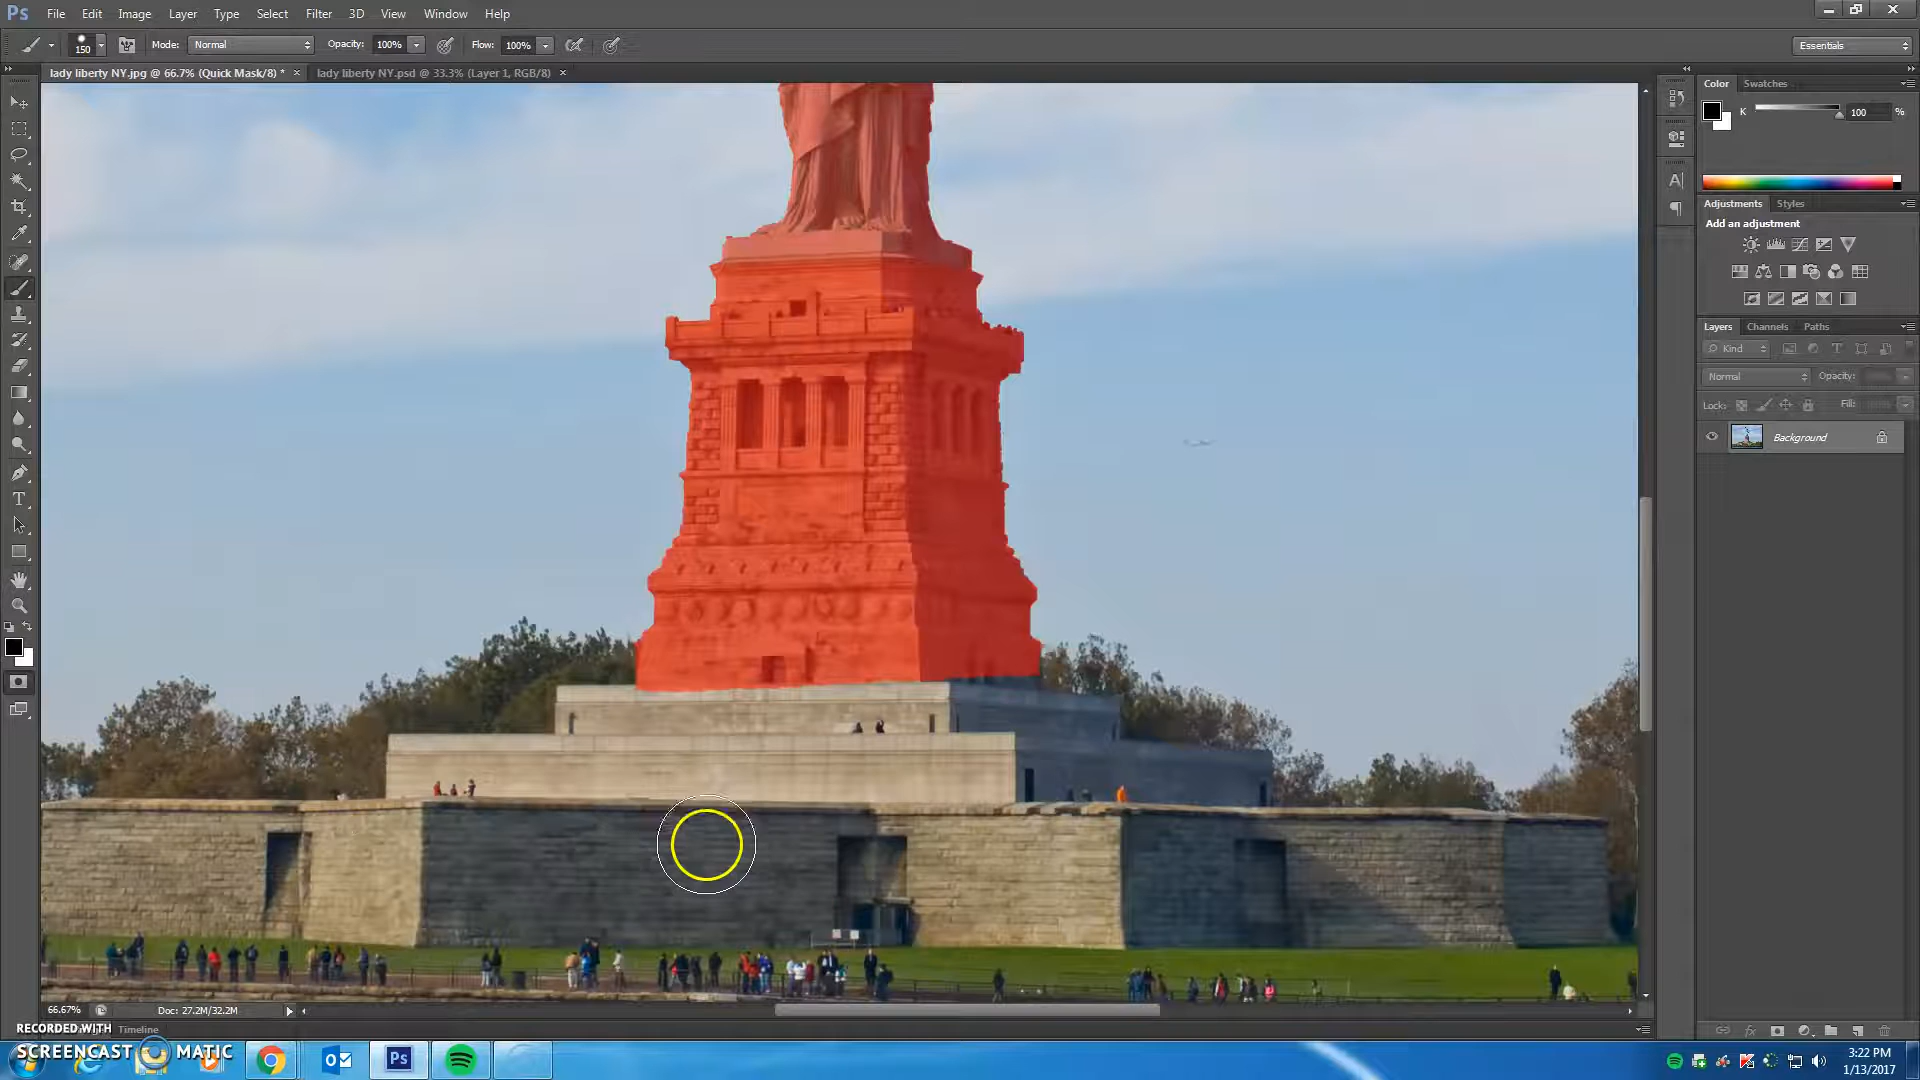 Ps File Edit Image Layer Type Select Filter 3D View Window Help
150 Mode: Normal Opacity: 100% Flow: 100% Essentials
lady liberty NY.jpg @ 66.7% (Quick Mask/8) * × lady liberty NY.psd @ 33.3% (Layer 1, RGB/8) ×
Color Swatches
K 100 %
Adjustments Styles
Add an adjustment
Layers Channels Paths
Kind
Normal Opacity:
Lock: Fill:
Background
66.67% Doc: 27.2M/32.2M
Timeline
RECORDED WITH
SCREENCAST MATIC
Ps
3:22 PM
1/13/2017